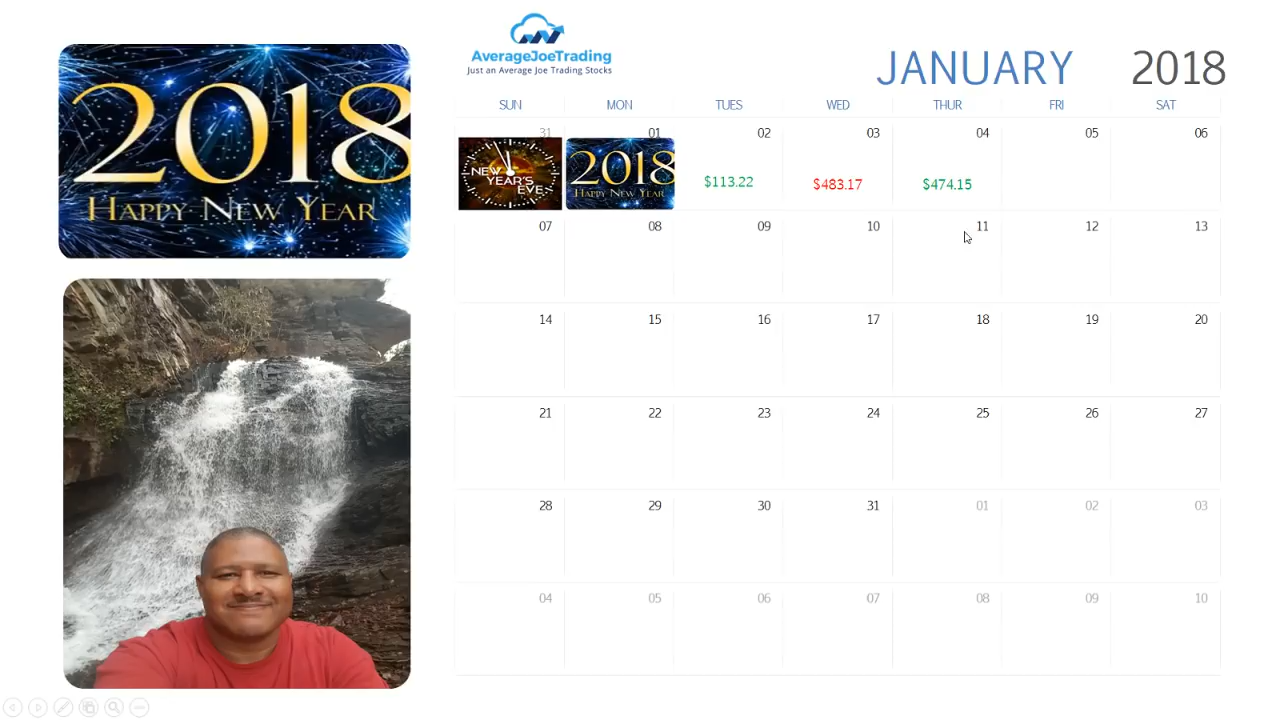 2018
HAPPY NEW YEAR
AverageJoeTrading
Just an Average Joe Trading Stocks
JANUARY 2018
SUN MON TUES WED THUR FRI SAT
31 01 02 03 04 05 06
NEW YEAR'S EVE
2018
HAPPY NEW YEAR
$113.22 $483.17 $474.15
07 08 09 10 11 12 13
14 15 16 17 18 19 20
21 22 23 24 25 26 27
28 29 30 31 01 02 03
04 05 06 07 08 09 10